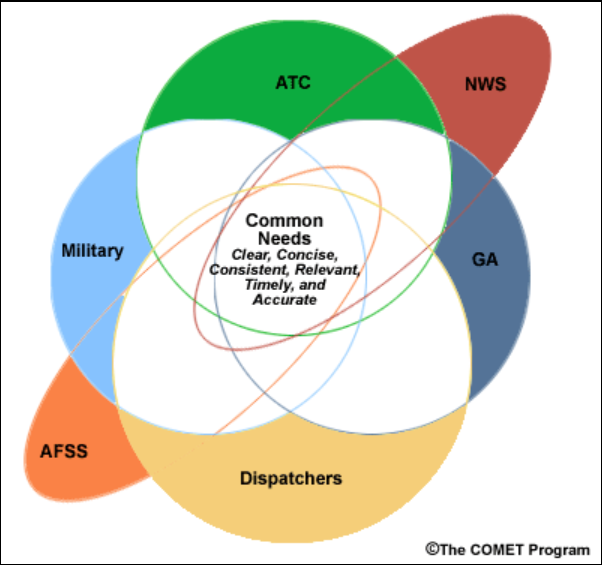 ATC
NWS
Military
Common
Needs
Clear, Concise,
Consistent, Relevant,
Timely, and
Accurate
GA
AFSS
Dispatchers
©The COMET Program